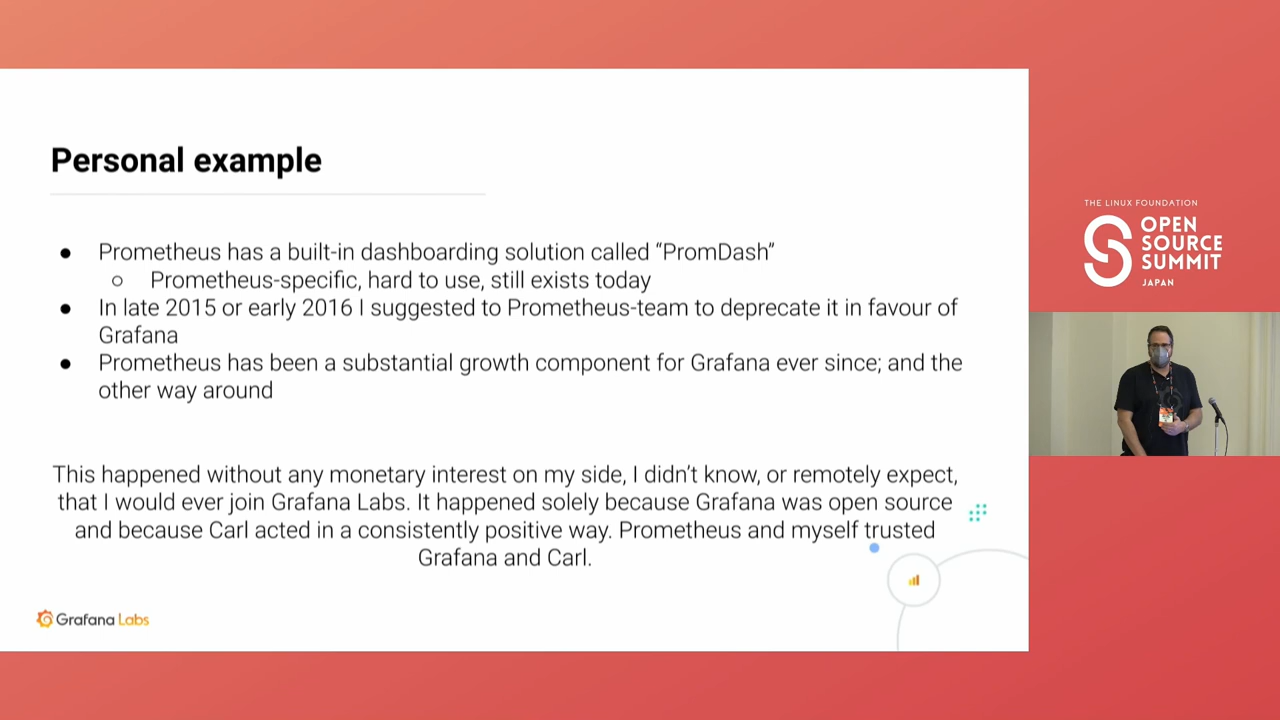 Personal example
● Prometheus has a built-in dashboarding solution called “PromDash”
○ Prometheus-specific, hard to use, still exists today
● In late 2015 or early 2016 I suggested to Prometheus-team to deprecate it in favour of
Grafana
● Prometheus has been a substantial growth component for Grafana ever since; and the
other way around
This happened without any monetary interest on my side, I didn’t know, or remotely expect,
that I would ever join Grafana Labs. It happened solely because Grafana was open source
and because Carl acted in a consistently positive way. Prometheus and myself trusted
Grafana and Carl.
Grafana Labs
THE LINUX FOUNDATION
OPEN
SOURCE
SUMMIT
JAPAN